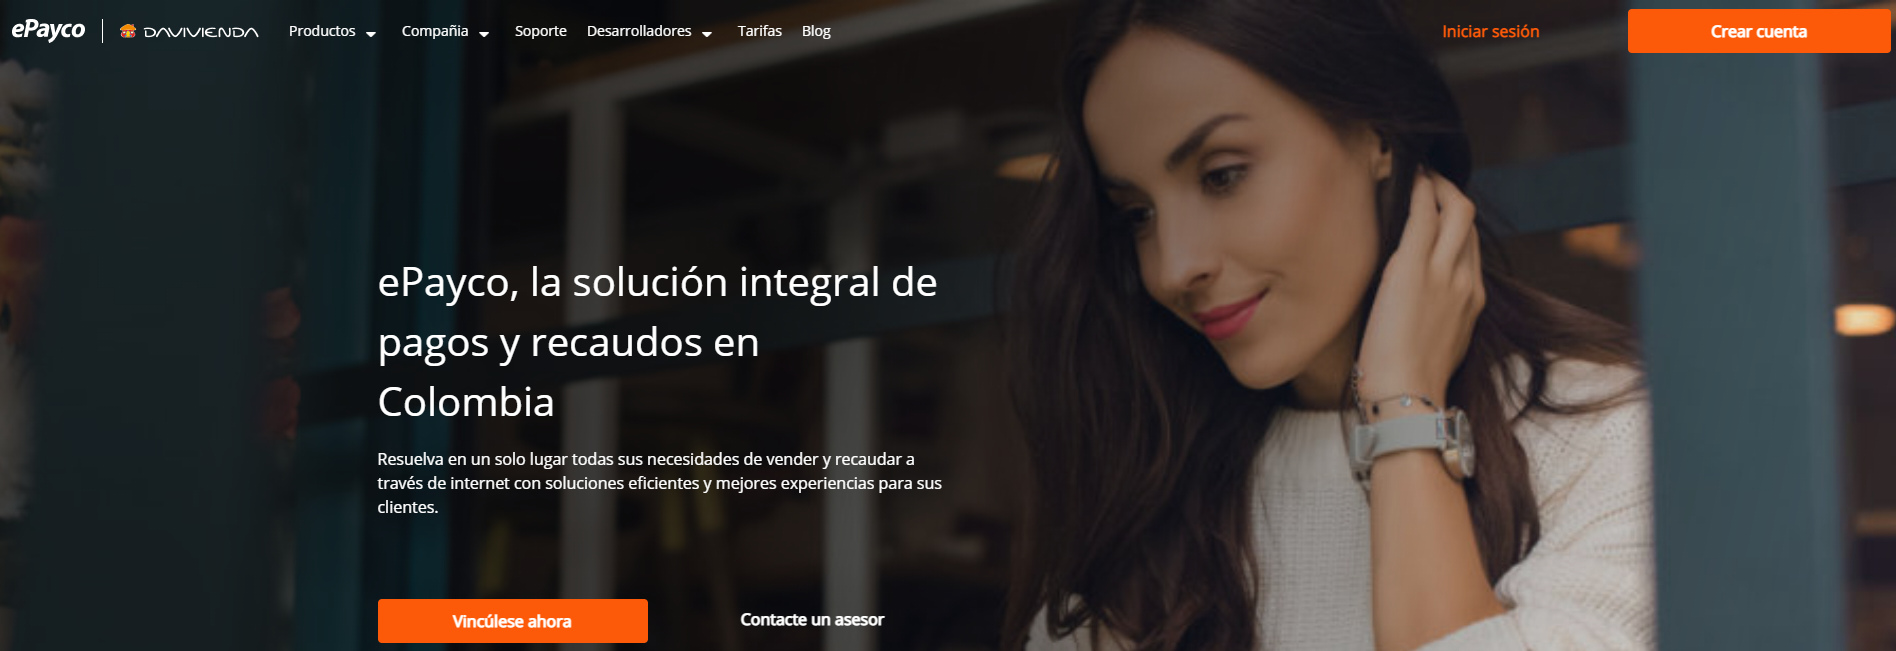 ePayco DAVIVIENDA Productos Compañia Soporte Desarrolladores Tarifas Blog Iniciar sesión Crear cuenta
ePayco, la solución integral de
pagos y recaudos en
Colombia
Resuelva en un solo lugar todas sus necesidades de vender y recaudar a
través de internet con soluciones eficientes y mejores experiencias para sus
clientes.
Vincúlese ahora Contacte un asesor